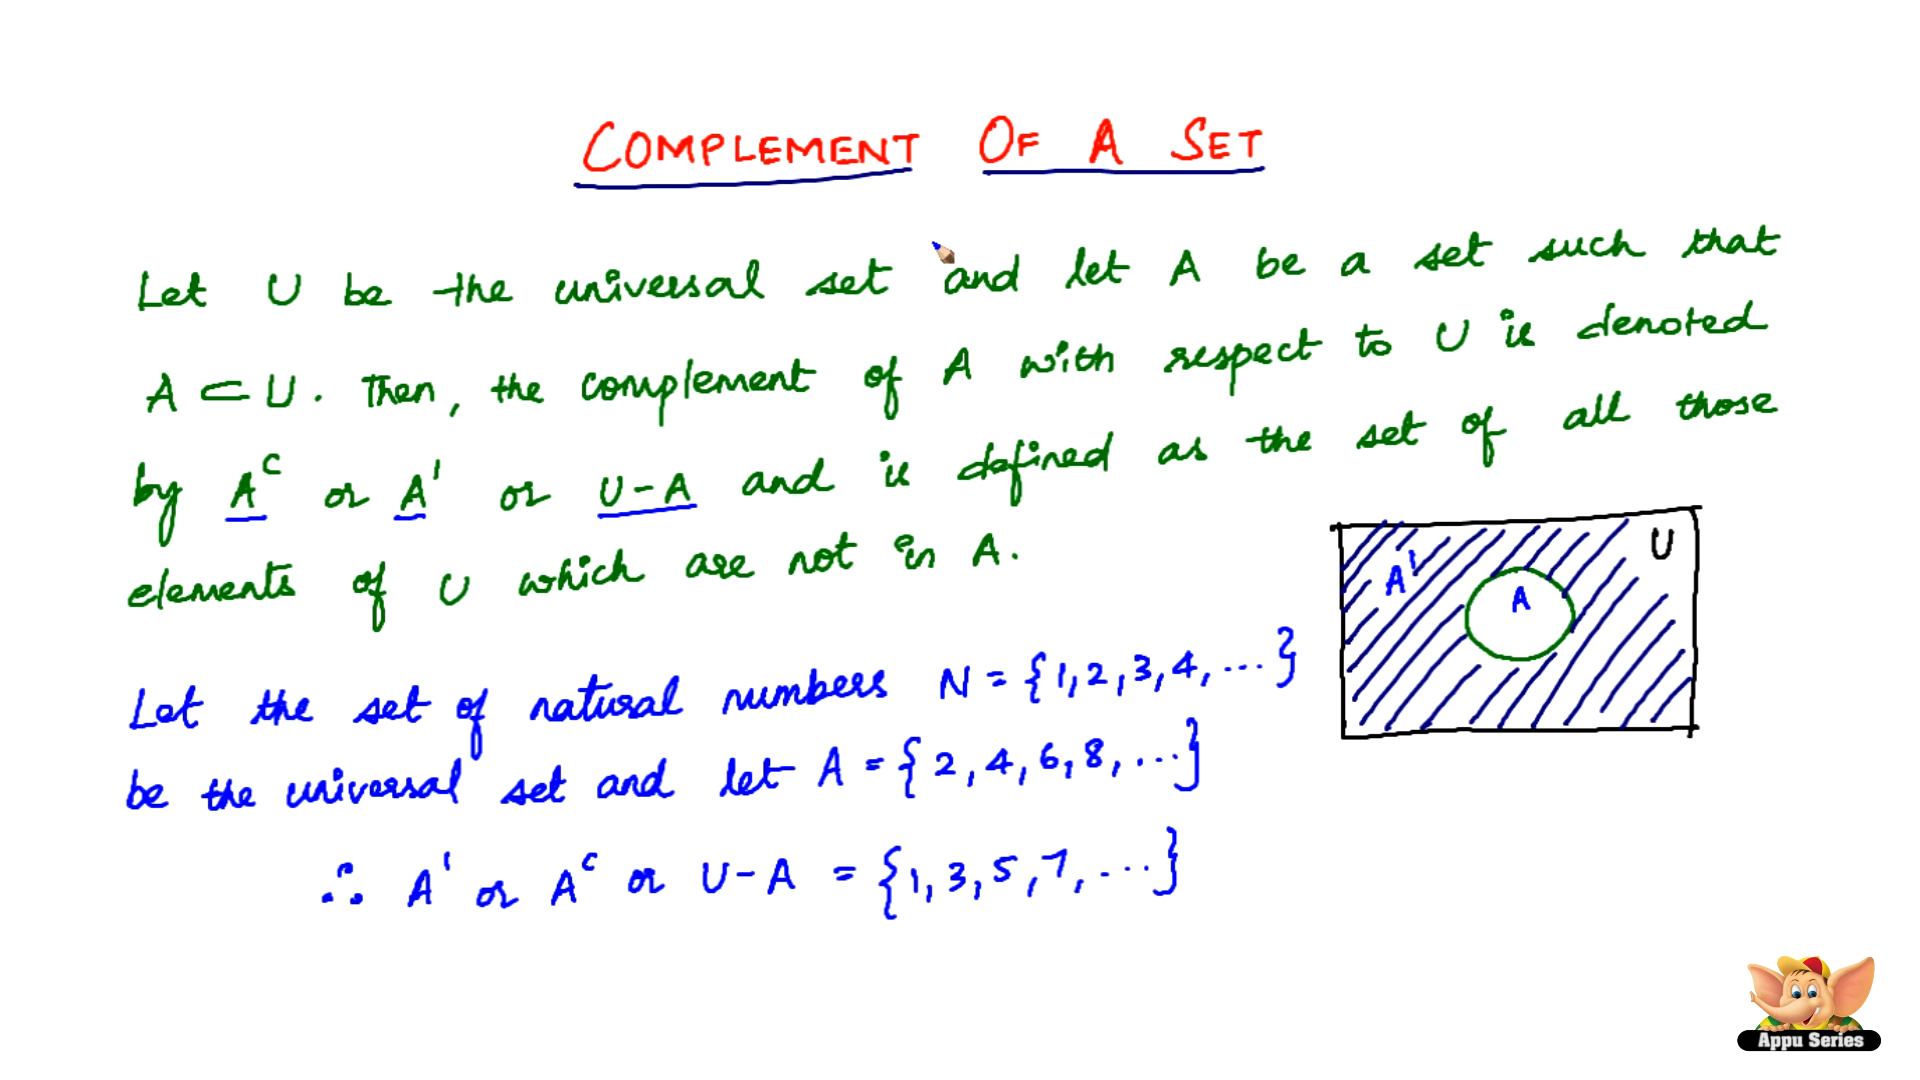 COMPLEMENT OF A SET
Let U be the universal set and let A be a set such that
A ⊂ U. Then, the complement of A with respect to U is denoted
by Aᶜ or A' or U-A and is defined as the set of all those
elements of U which are not in A.
U
A'
A
Let the set of natural numbers N = {1, 2, 3, 4, ...}
be the universal set and let A = {2, 4, 6, 8, ...}
∴ A' or Aᶜ or U-A = {1, 3, 5, 7, ...}
Appu Series